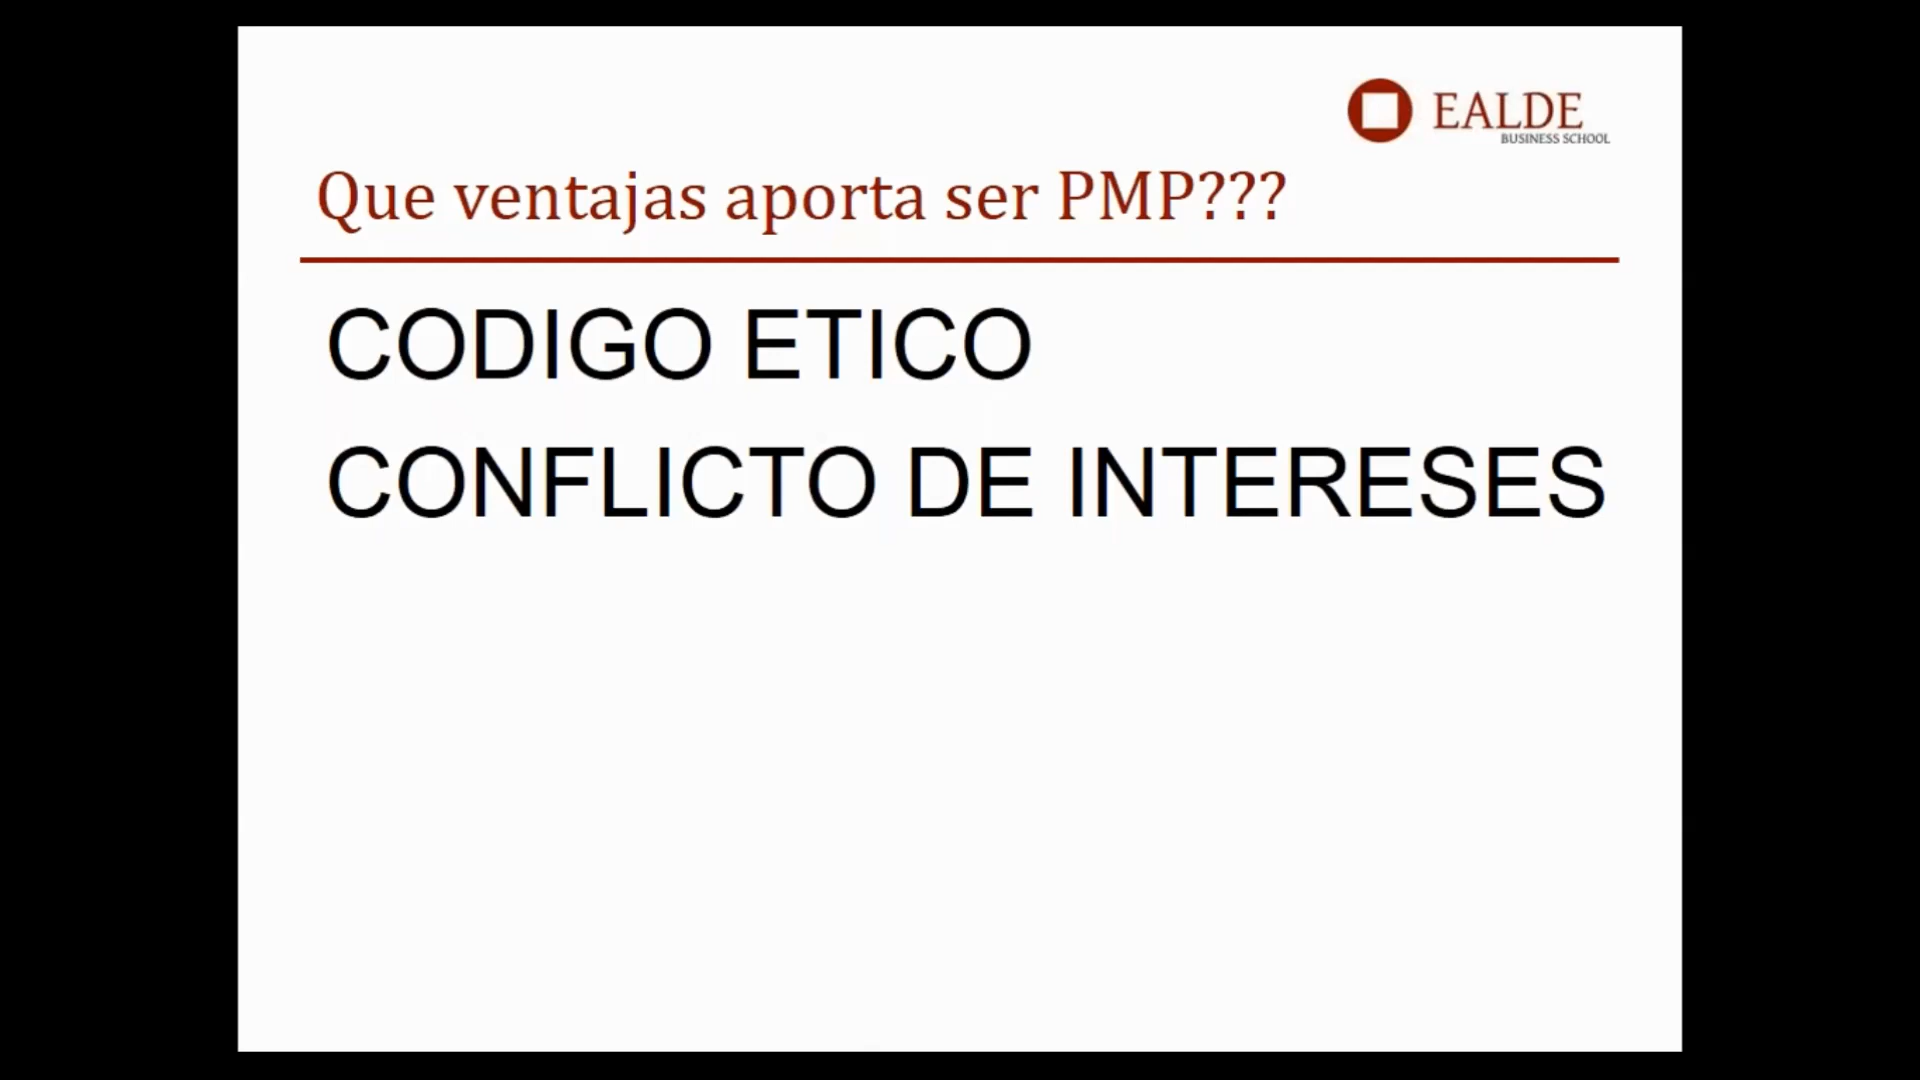 EALDE
BUSINESS SCHOOL
Que ventajas aporta ser PMP???
CODIGO ETICO
CONFLICTO DE INTERESES